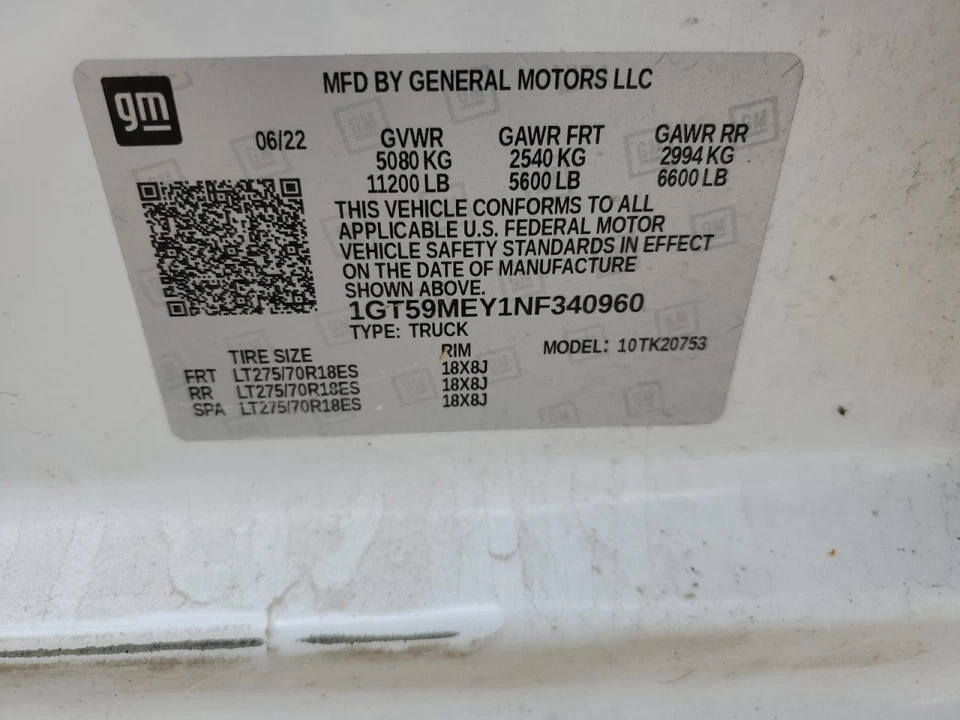 gm
MFD BY GENERAL MOTORS LLC
06/22 GVWR GAWR FRT GAWR RR
5080 KG 2540 KG 2994 KG
11200 LB 5600 LB 6600 LB
THIS VEHICLE CONFORMS TO ALL
APPLICABLE U.S. FEDERAL MOTOR
VEHICLE SAFETY STANDARDS IN EFFECT
ON THE DATE OF MANUFACTURE
SHOWN ABOVE.
1GT59MEY1NF340960
TYPE: TRUCK
TIRE SIZE RIM MODEL: 10TK20753
FRT LT275/70R18ES 18X8J
RR LT275/70R18ES 18X8J
SPA LT275/70R18ES 18X8J